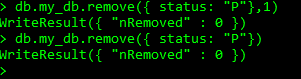 > db.my_db.remove({ status: "P"},1)
WriteResult({ "nRemoved" : 0 })
> db.my_db.remove({ status: "P"})
WriteResult({ "nRemoved" : 0 })
>